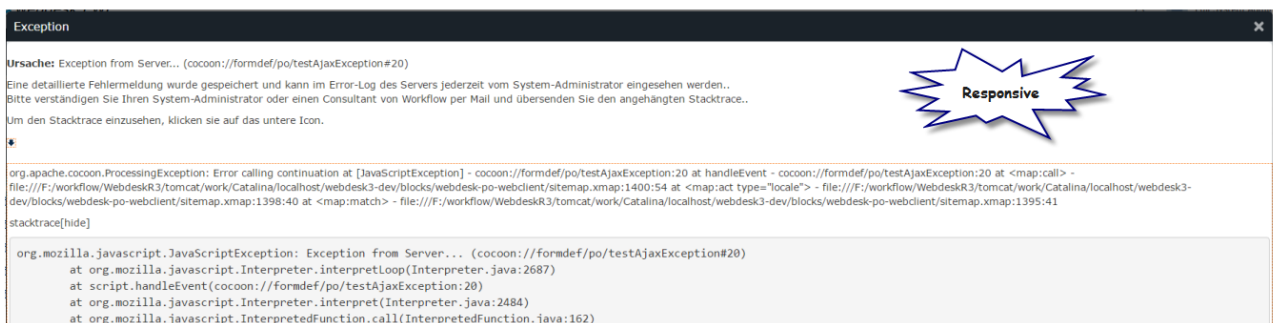 Exception
Ursache: Exception from Server... (cocoon://formdef/po/testAjaxException#20)
Eine detaillierte Fehlermeldung wurde gespeichert und kann im Error-Log des Servers jederzeit vom System-Administrator eingesehen werden..
Bitte verständigen Sie Ihren System-Administrator oder einen Consultant von Workflow per Mail und übersenden Sie den angehängten Stacktrace..
Responsive
Um den Stacktrace einzusehen, klicken sie auf das untere Icon.
org.apache.cocoon.ProcessingException: Error calling continuation at [JavaScriptException] - cocoon://formdef/po/testAjaxException:20 at handleEvent - cocoon://formdef/po/testAjaxException:20 at <map:call> -
file:///F:/workflow/WebdeskR3/tomcat/work/Catalina/localhost/webdesk3-dev/blocks/webdesk-po-webclient/sitemap.xmap:1400:54 at <map:act type="locale"> - file:///F:/workflow/WebdeskR3/tomcat/work/Catalina/localhost/webdesk3-
dev/blocks/webdesk-po-webclient/sitemap.xmap:1398:40 at <map:match> - file:///F:/workflow/WebdeskR3/tomcat/work/Catalina/localhost/webdesk3-dev/blocks/webdesk-po-webclient/sitemap.xmap:1395:41
stacktrace[hide]
org.mozilla.javascript.JavaScriptException: Exception from Server... (cocoon://formdef/po/testAjaxException#20)
at org.mozilla.javascript.Interpreter.interpretLoop(Interpreter.java:2687)
at script.handleEvent(cocoon://formdef/po/testAjaxException:20)
at org.mozilla.javascript.Interpreter.interpret(Interpreter.java:2484)
at org.mozilla.javascript.InterpretedFunction.call(InterpretedFunction.java:162)